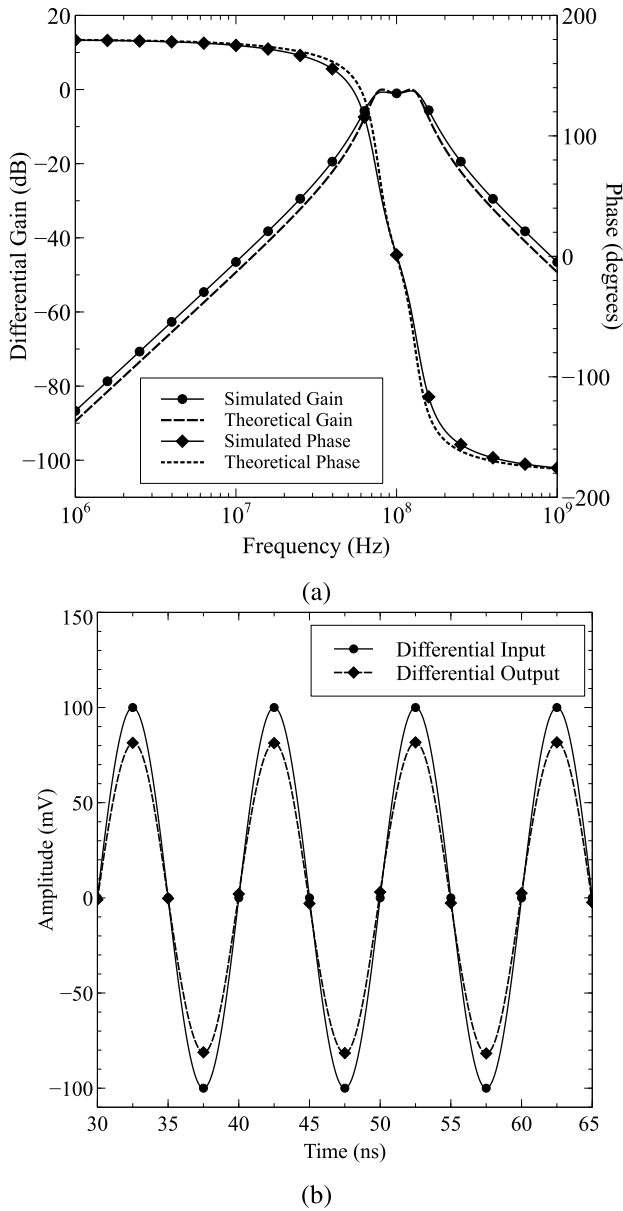 20
0
−20
−40
−60
−80
−100
Differential Gain (dB)
200
100
0
−100
−200
Phase (degrees)
Simulated Gain
Theoretical Gain
Simulated Phase
Theoretical Phase
10^6 10^7 10^8 10^9
Frequency (Hz)
(a)
150
100
50
0
−50
−100
Amplitude (mV)
Differential Input
Differential Output
30 35 40 45 50 55 60 65
Time (ns)
(b)